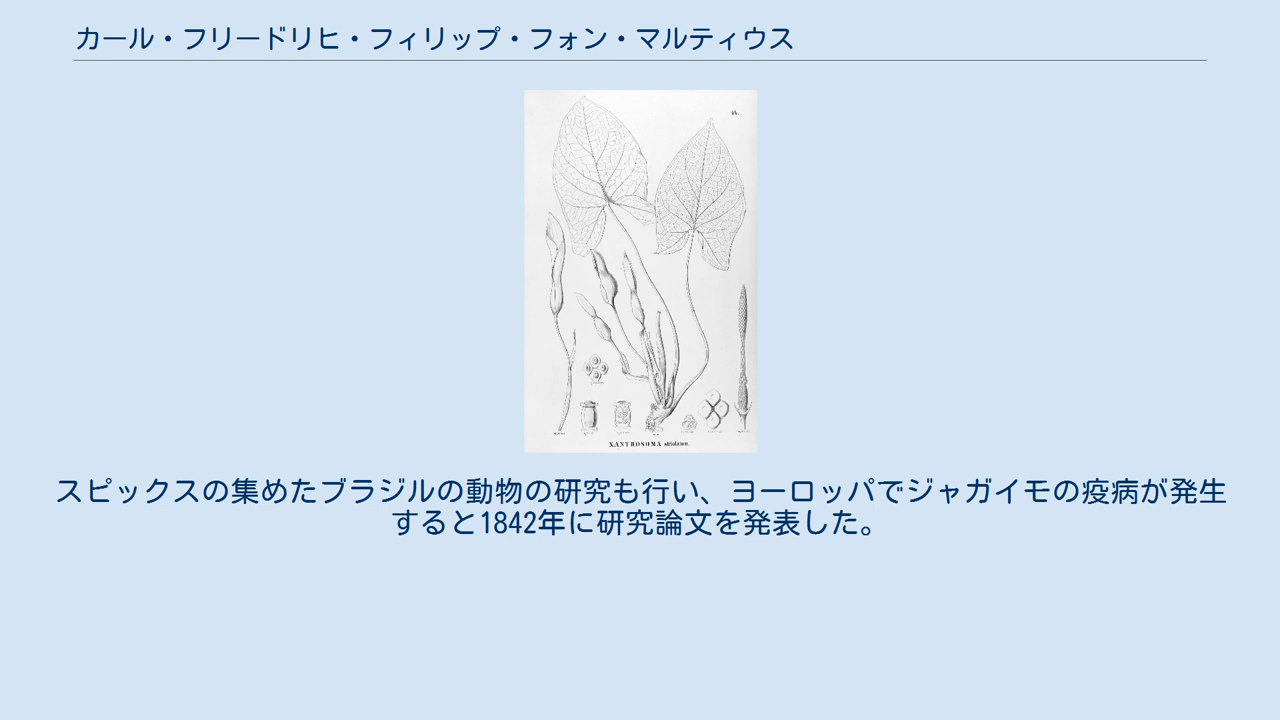 カール・フリードリヒ・フィリップ・フォン・マルティウス
XANTHOSOMA
スピックスの集めたブラジルの動物の研究も行い、ヨーロッパでジャガイモの疫病が発生
すると1842年に研究論文を発表した。